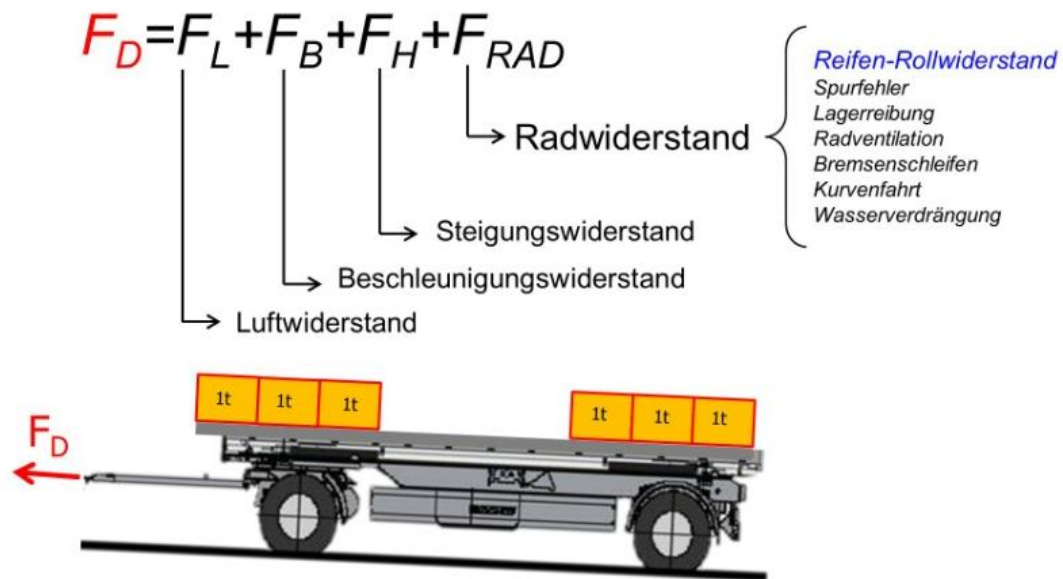 F_D=F_L+F_B+F_H+F_RAD
Reifen-Rollwiderstand
Spurfehler
Lagerreibung
Radwiderstand
Radventilation
Bremsenschleifen
Kurvenfahrt
Wasserverdrängung
Steigungswiderstand
Beschleunigungswiderstand
Luftwiderstand
1t 1t 1t 1t 1t 1t
F_D